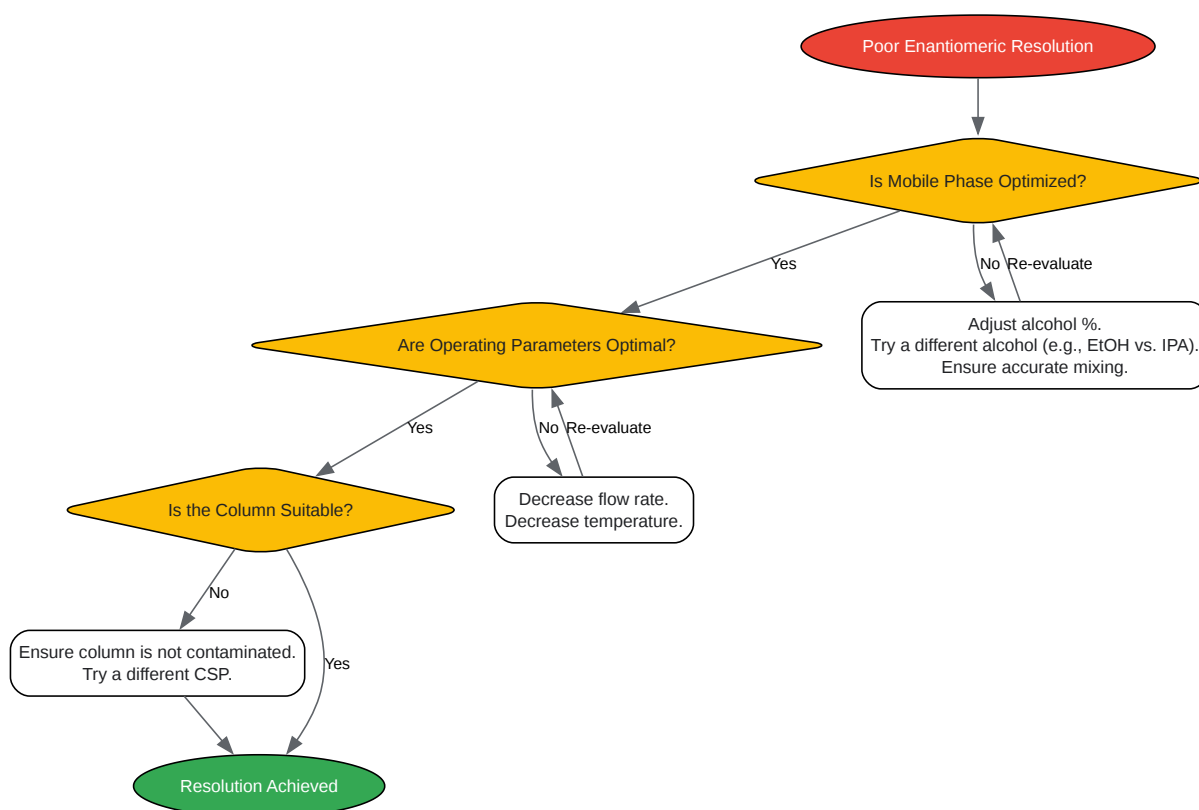 Poor Enantiomeric Resolution
Is Mobile Phase Optimized?
Yes
No
Re-evaluate
Adjust alcohol %.
Try a different alcohol (e.g., EtOH vs. IPA).
Ensure accurate mixing.
Are Operating Parameters Optimal?
Yes
No
Re-evaluate
Decrease flow rate.
Decrease temperature.
Is the Column Suitable?
No
Yes
Ensure column is not contaminated.
Try a different CSP.
Resolution Achieved